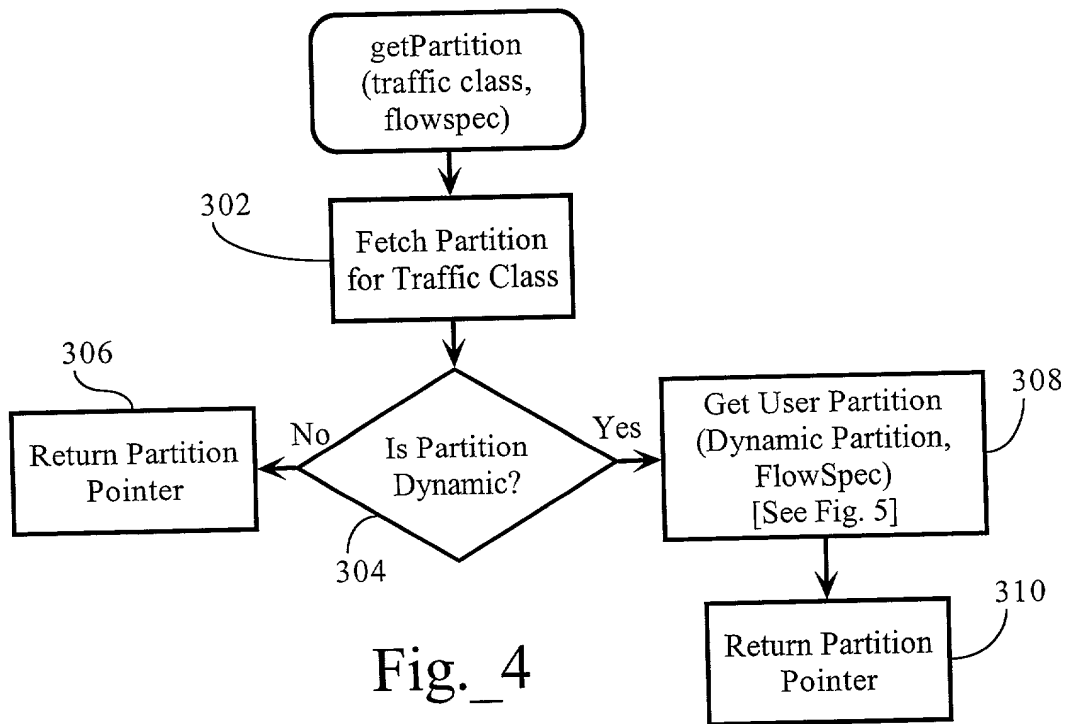 getPartition
(traffic class,
flowspec)
302
Fetch Partition
for Traffic Class
306
Return Partition
Pointer
No
Is Partition
Dynamic?
Yes
304
308
Get User Partition
(Dynamic Partition,
FlowSpec)
[See Fig. 5]
310
Return Partition
Pointer
Fig._4